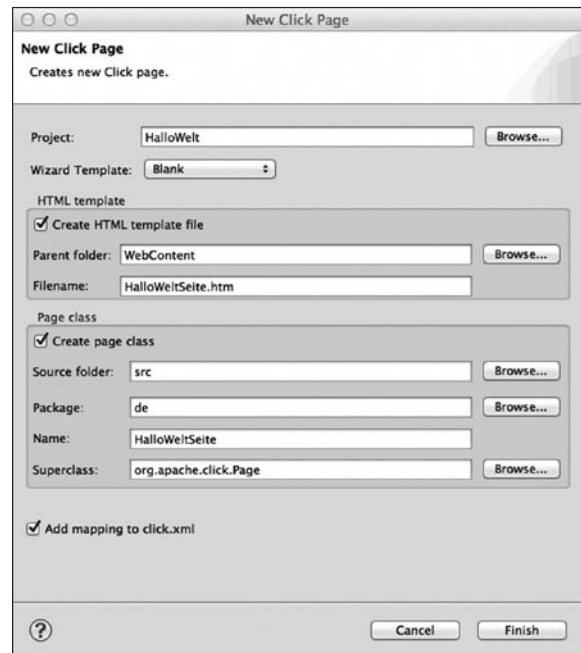 New Click Page
New Click Page
Creates new Click page.
Project: HalloWelt Browse...
Wizard Template: Blank
HTML template
Create HTML template file
Parent folder: WebContent Browse...
Filename: HalloWeltSeite.htm
Page class
Create page class
Source folder: src Browse...
Package: de Browse...
Name: HalloWeltSeite
Superclass: org.apache.click.Page Browse...
Add mapping to click.xml
? Cancel Finish